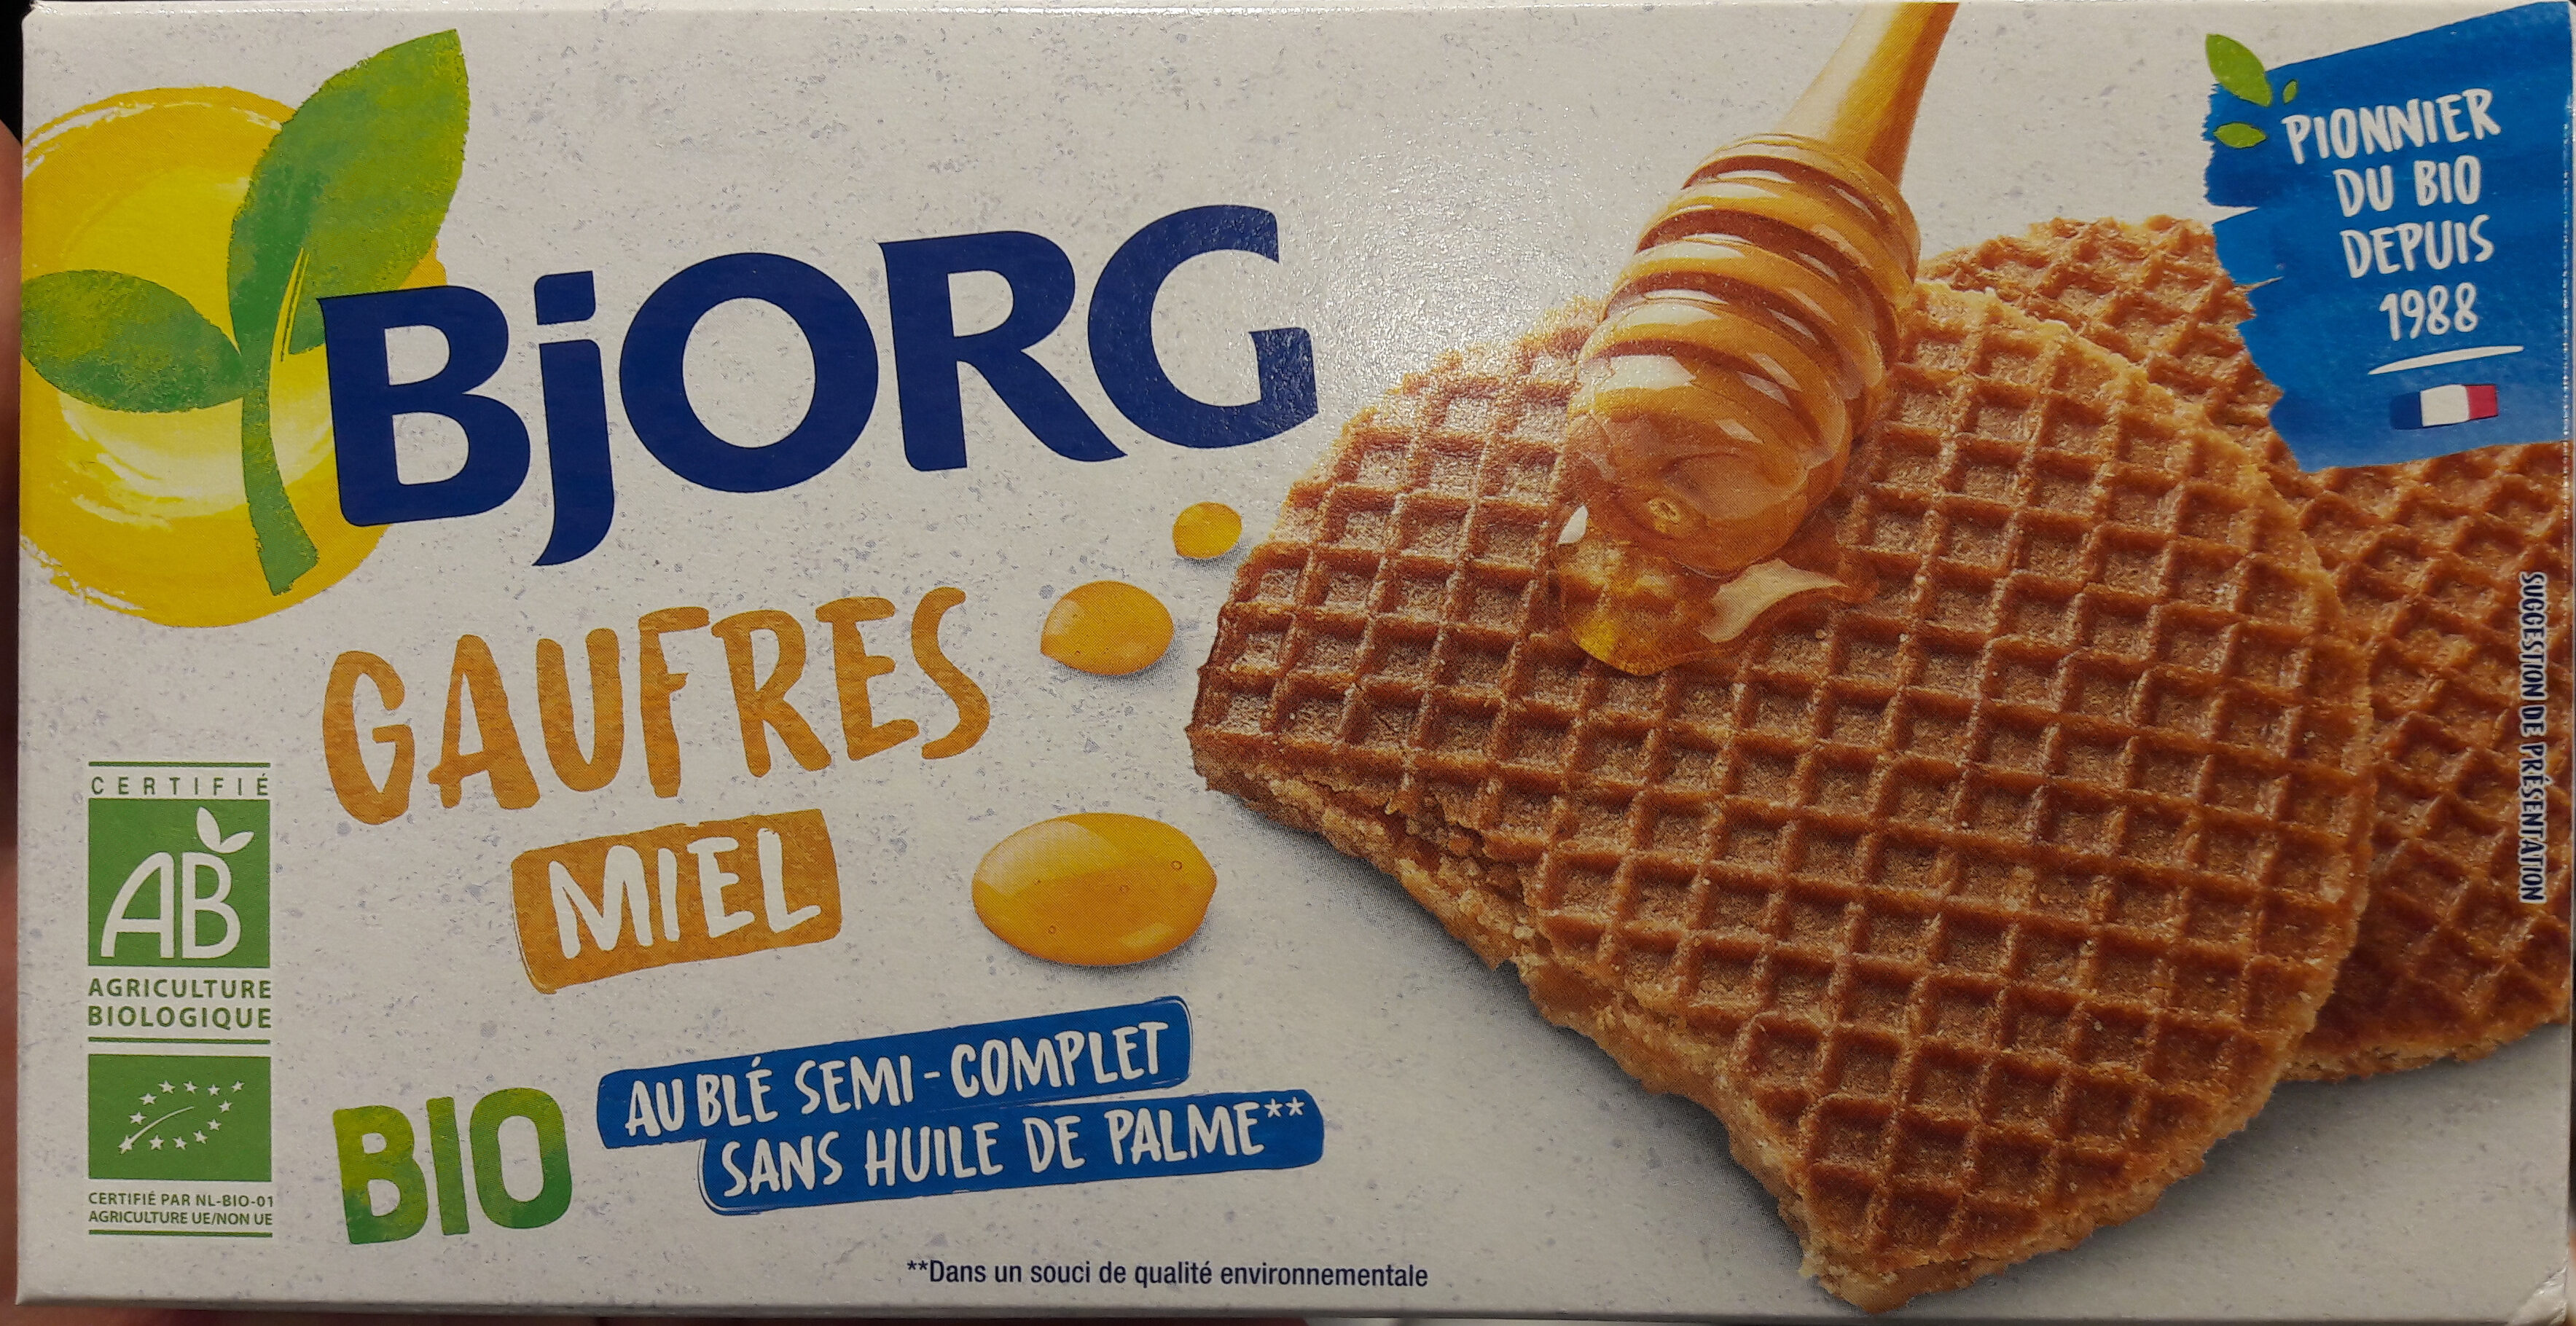 BjORG
GAUFRES
MIEL
BIO
AU BLÉ SEMI-COMPLET
SANS HUILE DE PALME**
**Dans un souci de qualité environnementale
CERTIFIÉ
AB
AGRICULTURE
BIOLOGIQUE
CERTIFIÉ PAR NL-BIO-01
AGRICULTURE UE/NON UE
PIONNIER
DU BIO
DEPUIS
1988
SUGGESTION DE PRÉSENTATION